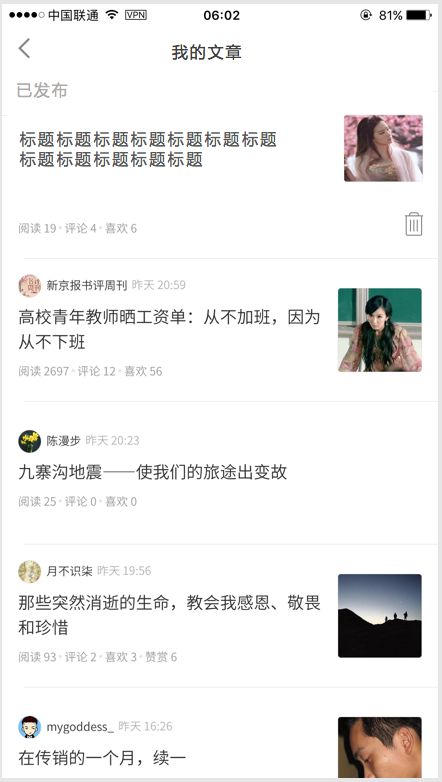 中国联通 VPN 06:02 81%
我的文章
已发布
标题标题标题标题标题标题标题
标题标题标题标题标题
阅读 19 · 评论 4 · 喜欢 6
新京报书评周刊 昨天 20:59
高校青年教师晒工资单：从不加班，因为
从不下班
阅读 2697 · 评论 12 · 喜欢 56
陈漫步 昨天 20:23
九寨沟地震——使我们的旅途出变故
阅读 25 · 评论 0 · 喜欢 0
月不识柒 昨天 19:56
那些突然消逝的生命，教会我感恩、敬畏
和珍惜
阅读 93 · 评论 2 · 喜欢 3 · 赞赏 6
mygoddess_ 昨天 16:26
在传销的一个月，续一